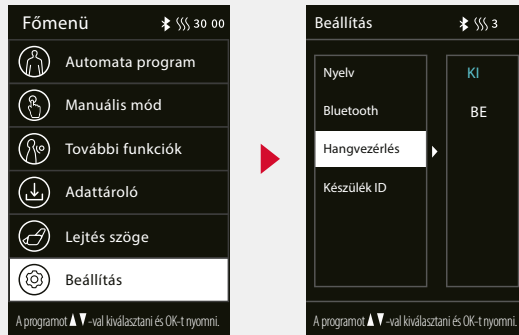 Főmenü 30 00
Automata program
Manuális mód
További funkciók
Adattároló
Lejtés szöge
Beállítás
A programot ▲▼-val kiválasztani és OK-t nyomni.
Beállítás 3
Nyelv
Bluetooth
Hangvezérlés
Készülék ID
KI
BE
A programot ▲▼-val kiválasztani és OK-t nyomni.